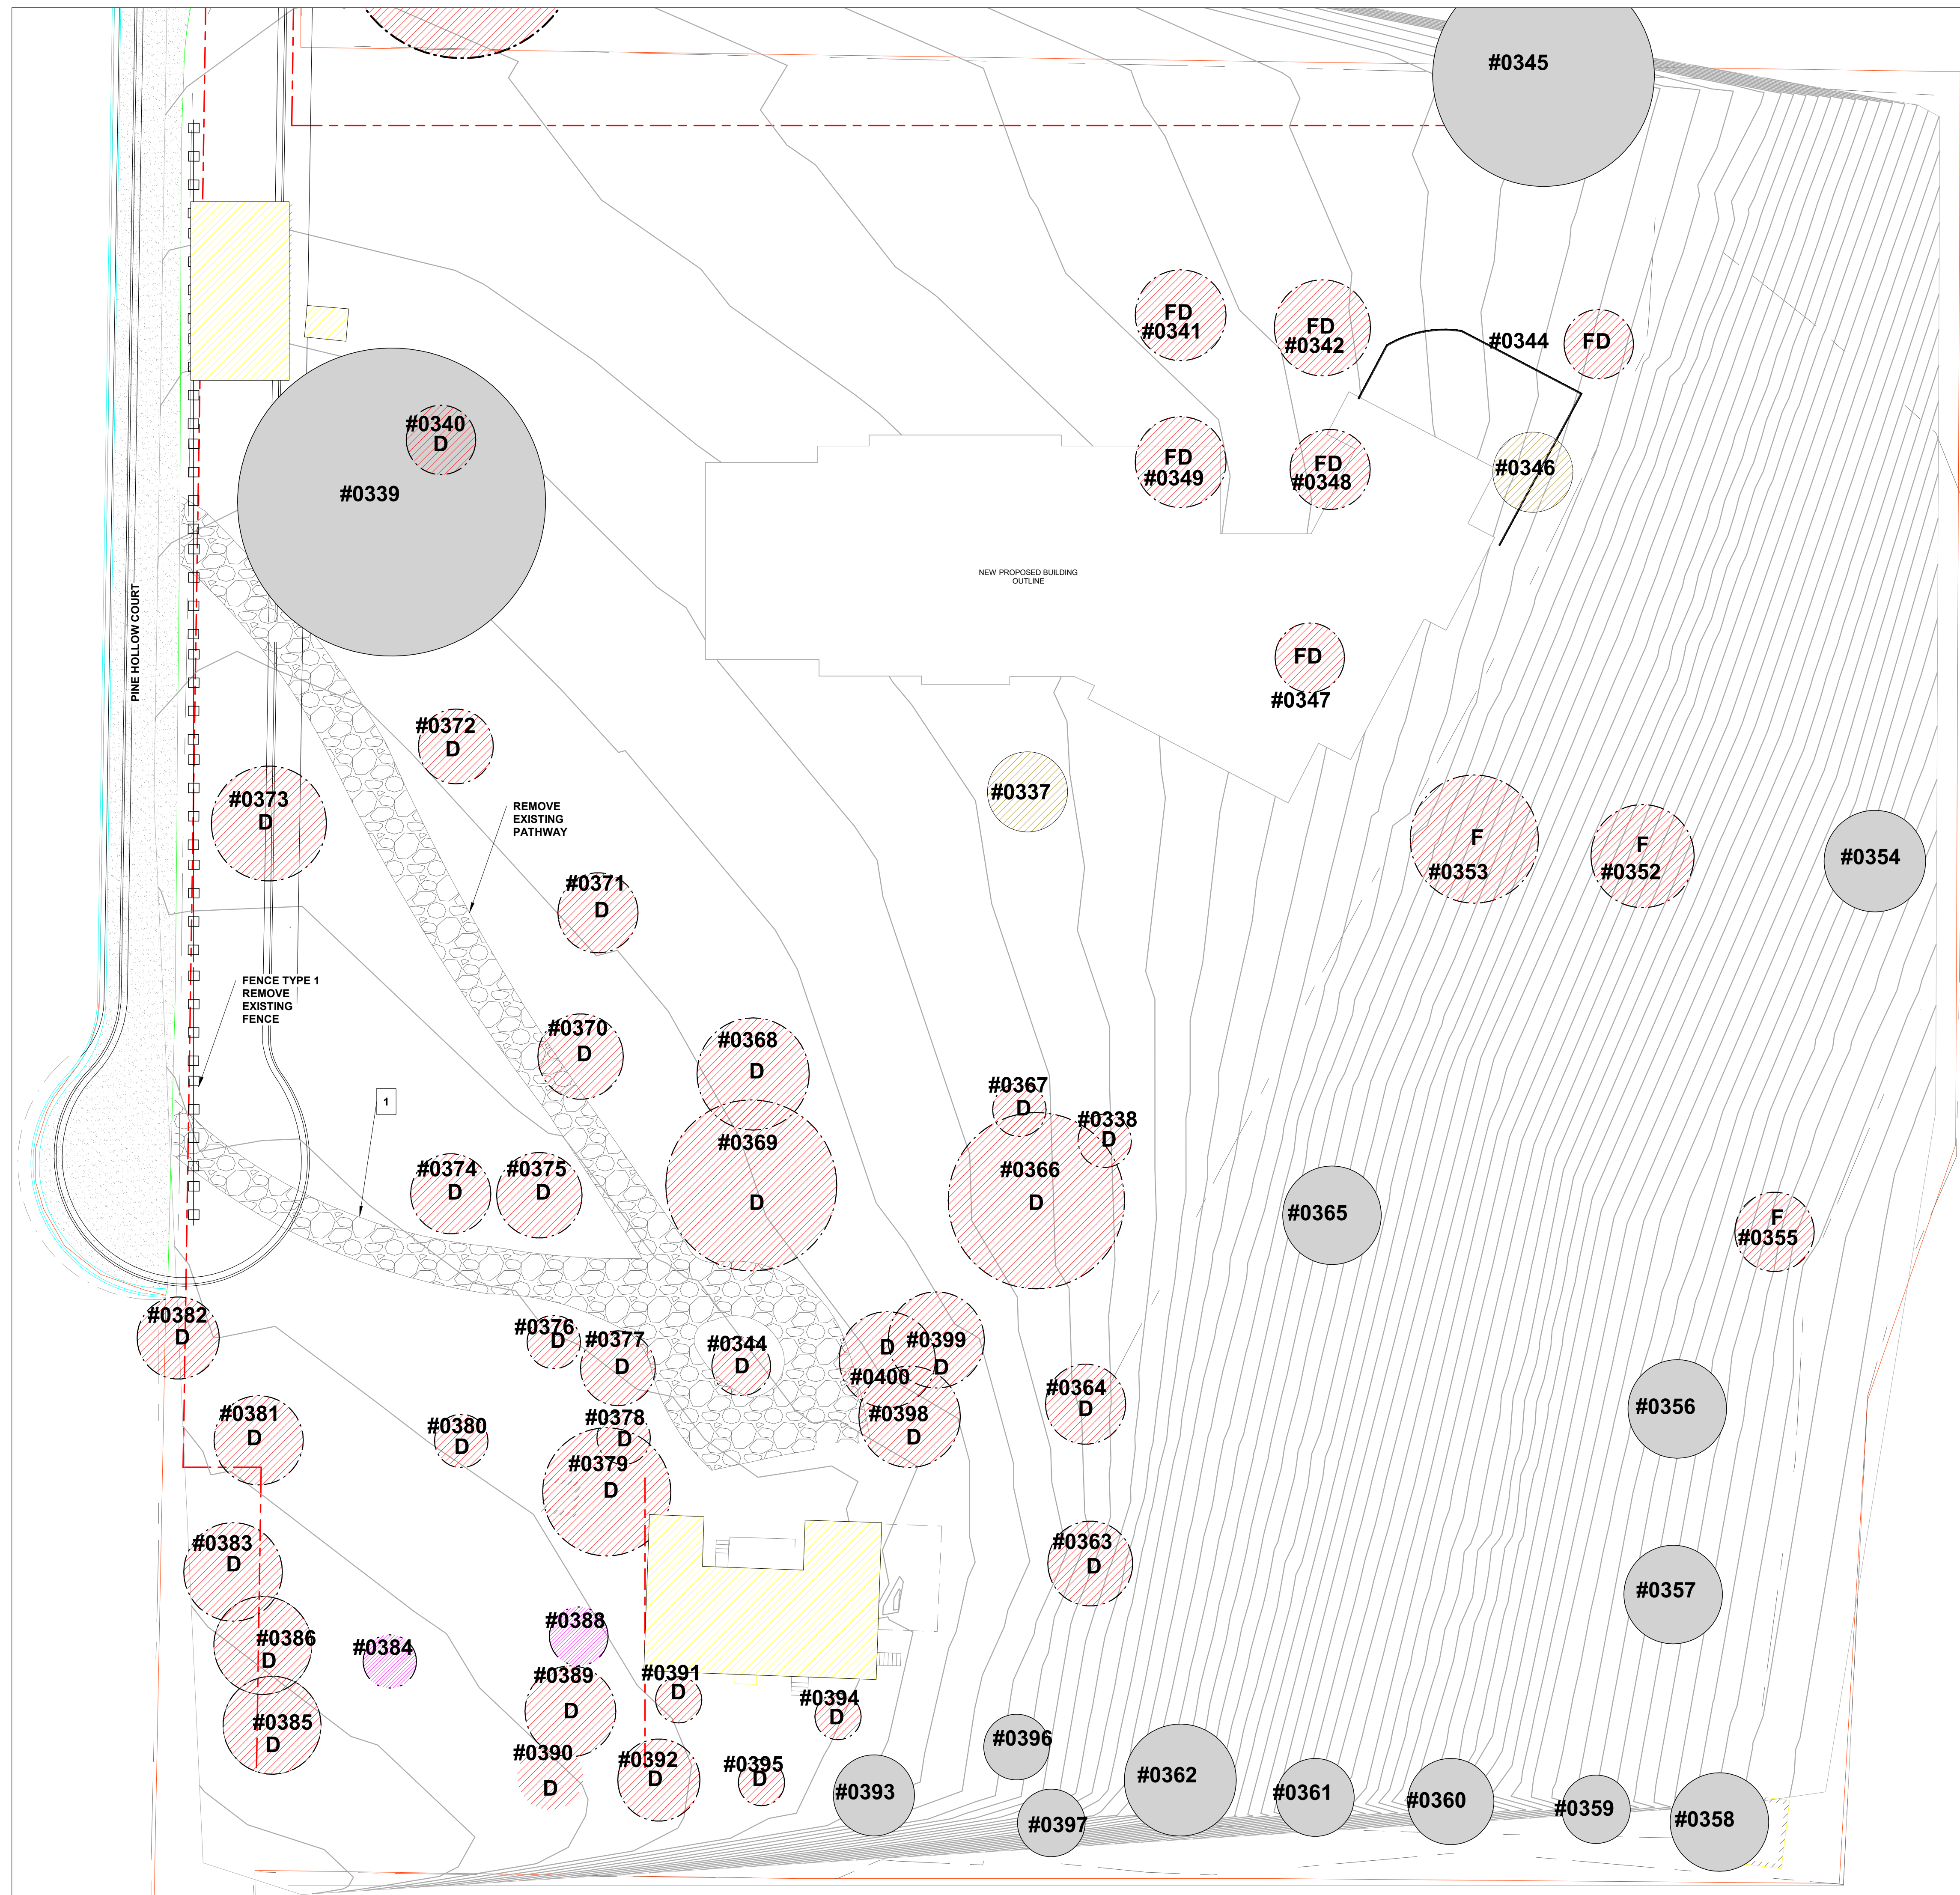 #0345
FD
#0341
FD
#0342
#0344
FD
#0340
D
#0339
FD
#0349
FD
#0348
#0346
NEW PROPOSED BUILDING
OUTLINE
PINE HOLLOW COURT
FD
#0347
#0372
D
#0373
D
REMOVE
EXISTING
PATHWAY
#0337
F
#0353
F
#0352
#0354
#0371
D
FENCE TYPE 1
REMOVE
EXISTING
FENCE
#0370
D
#0368
D
1
#0367
D
#0338
D
#0369
D
#0366
D
#0374
D
#0375
D
#0365
F
#0355
#0382
D
#0376
D
#0377
D
#0344
D
D
#0400
#0399
D
#0364
D
#0356
#0381
D
#0380
D
#0378
D
#0398
D
#0379
D
#0383
D
#0363
D
#0357
#0386
D
#0384
#0388
#0385
D
#0389
D
#0391
D
#0394
D
#0390
D
#0392
D
#0395
D
#0393
#0396
#0397
#0362
#0361
#0360
#0359
#0358